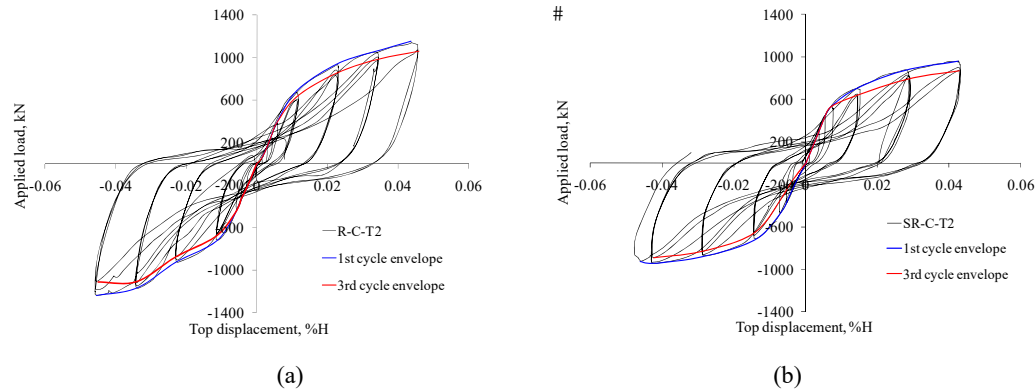 #
1400
1000
600
200
-200
-600
-1000
-1400
-0.06 -0.04 -0.02 0 0.02 0.04 0.06
Applied load, kN
Top displacement, %H
R-C-T2
1st cycle envelope
3rd cycle envelope
(a)
1400
1000
600
200
-200
-600
-1000
-1400
-0.06 -0.04 -0.02 0 0.02 0.04 0.06
Applied load, kN
Top displacement, %H
SR-C-T2
1st cycle envelope
3rd cycle envelope
(b)